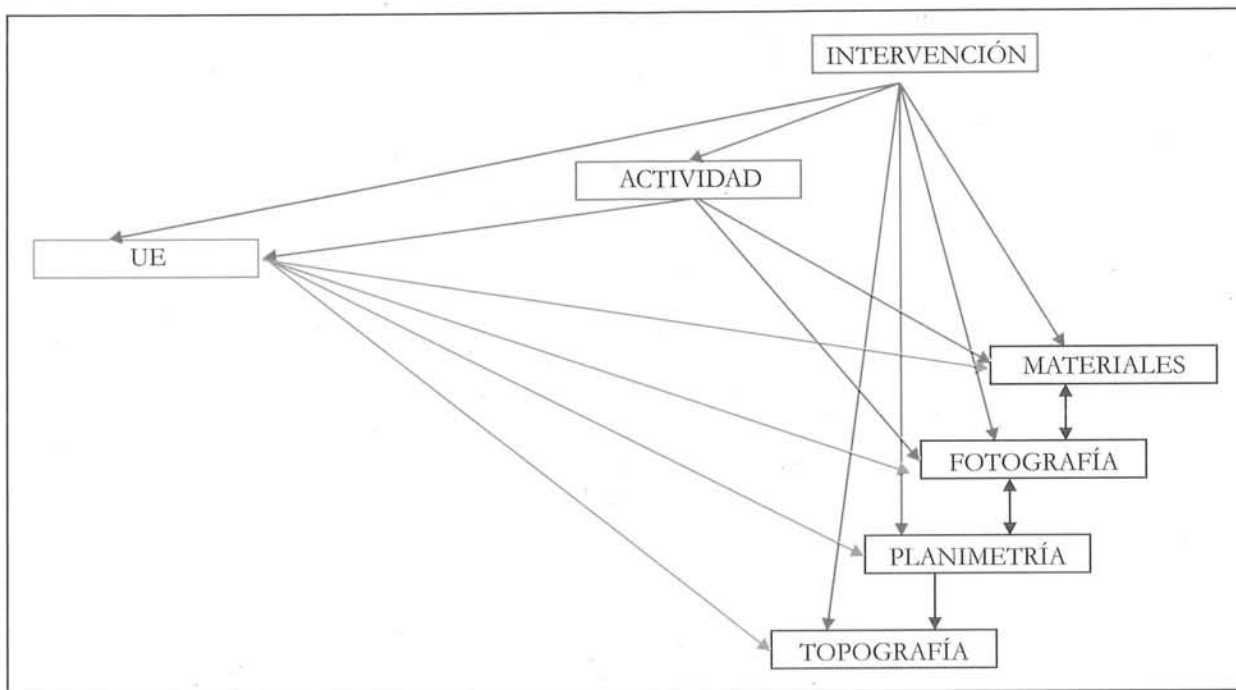 INTERVENCIÓN
ACTIVIDAD
UE
MATERIALES
FOTOGRAFÍA
PLANIMETRÍA
TOPOGRAFÍA